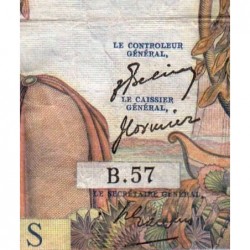 LE CONTROLEUR
GÉNÉRAL,
LE CAISSIER
GÉNÉRAL,
B.57
LE SECRÉTAIRE GÉNÉRAL,
S